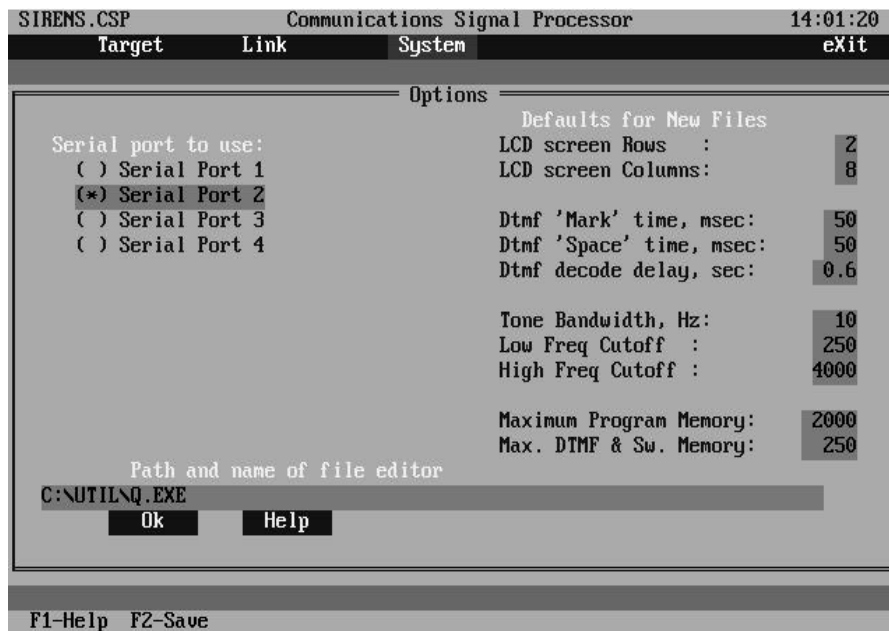 SIRENS.CSP Communications Signal Processor 14:01:20
Target Link System eXit
Options
Defaults for New Files
Serial port to use: LCD screen Rows : 2
( ) Serial Port 1 LCD screen Columns: 8
(*) Serial Port 2
( ) Serial Port 3 Dtmf 'Mark' time, msec: 50
( ) Serial Port 4 Dtmf 'Space' time, msec: 50
Dtmf decode delay, sec: 0.6
Tone Bandwidth, Hz: 10
Low Freq Cutoff : 250
High Freq Cutoff : 4000
Maximum Program Memory: 2000
Max. DTMF & Sw. Memory: 250
Path and name of file editor
C:\UTIL\Q.EXE
Ok Help
F1-Help F2-Save